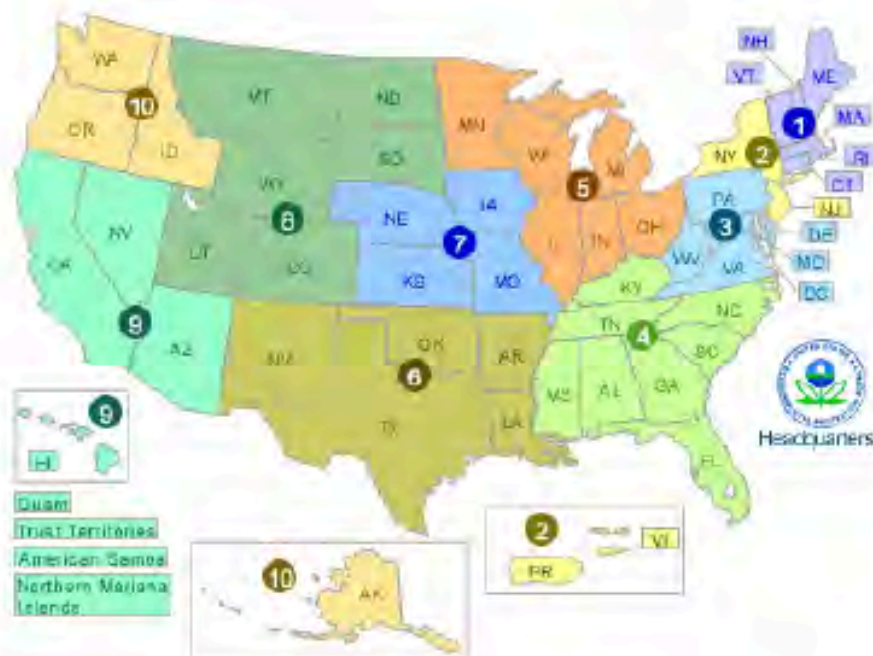 NH
WA
VT
ME
MT
ND
10
MN
1
MA
OR
ID
WI
NY
2
RI
MI
SD
CT
WY
5
PA
NJ
IA
NE
8
3
DE
NV
7
IN
OH
UT
IL
WV
MD
CA
CO
VA
KS
MO
DC
KY
NC
9
TN
4
AZ
OK
SC
NM
6
AR
MS
AL
GA
TX
LA
Headquarters
9
HI
FL
4
Guam
Trust Territories
2
VI
American Samoa
PR
10
Northern Mariana
Islands
AK